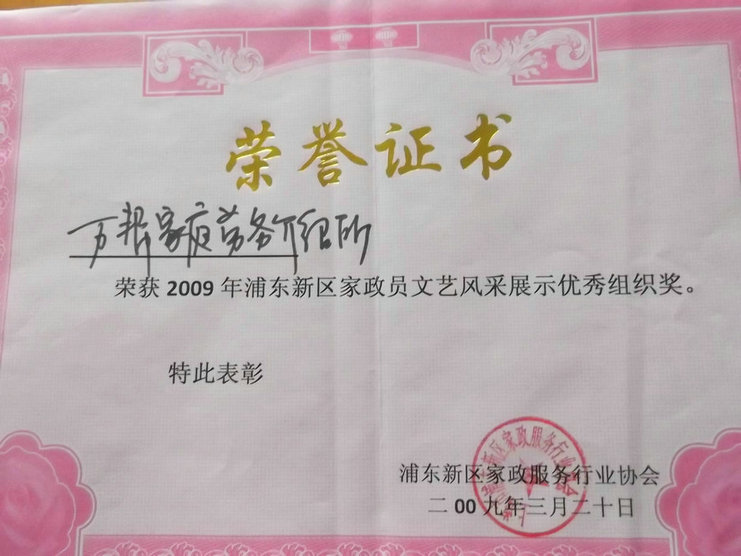 荣誉证书
万帮家庭劳务介绍所
荣获 2009 年浦东新区家政员文艺风采展示优秀组织奖。
特此表彰
浦东新区家政服务行业协会
二 00 九年三月二十日